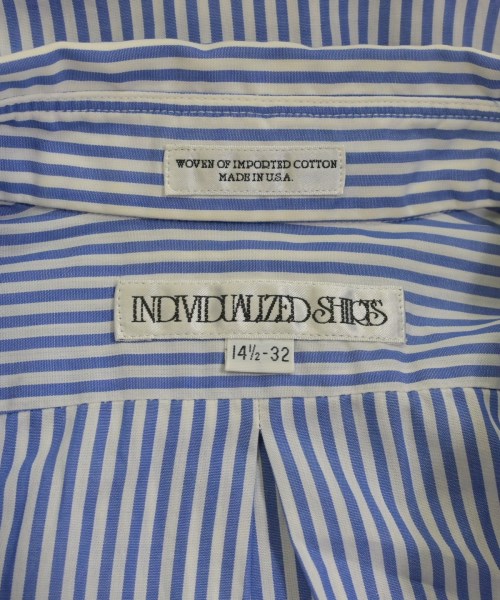 WOVEN OF IMPORTED COTTON
MADE IN U.S.A.
INDIVIDUALIZED SHIRTS
14½-32